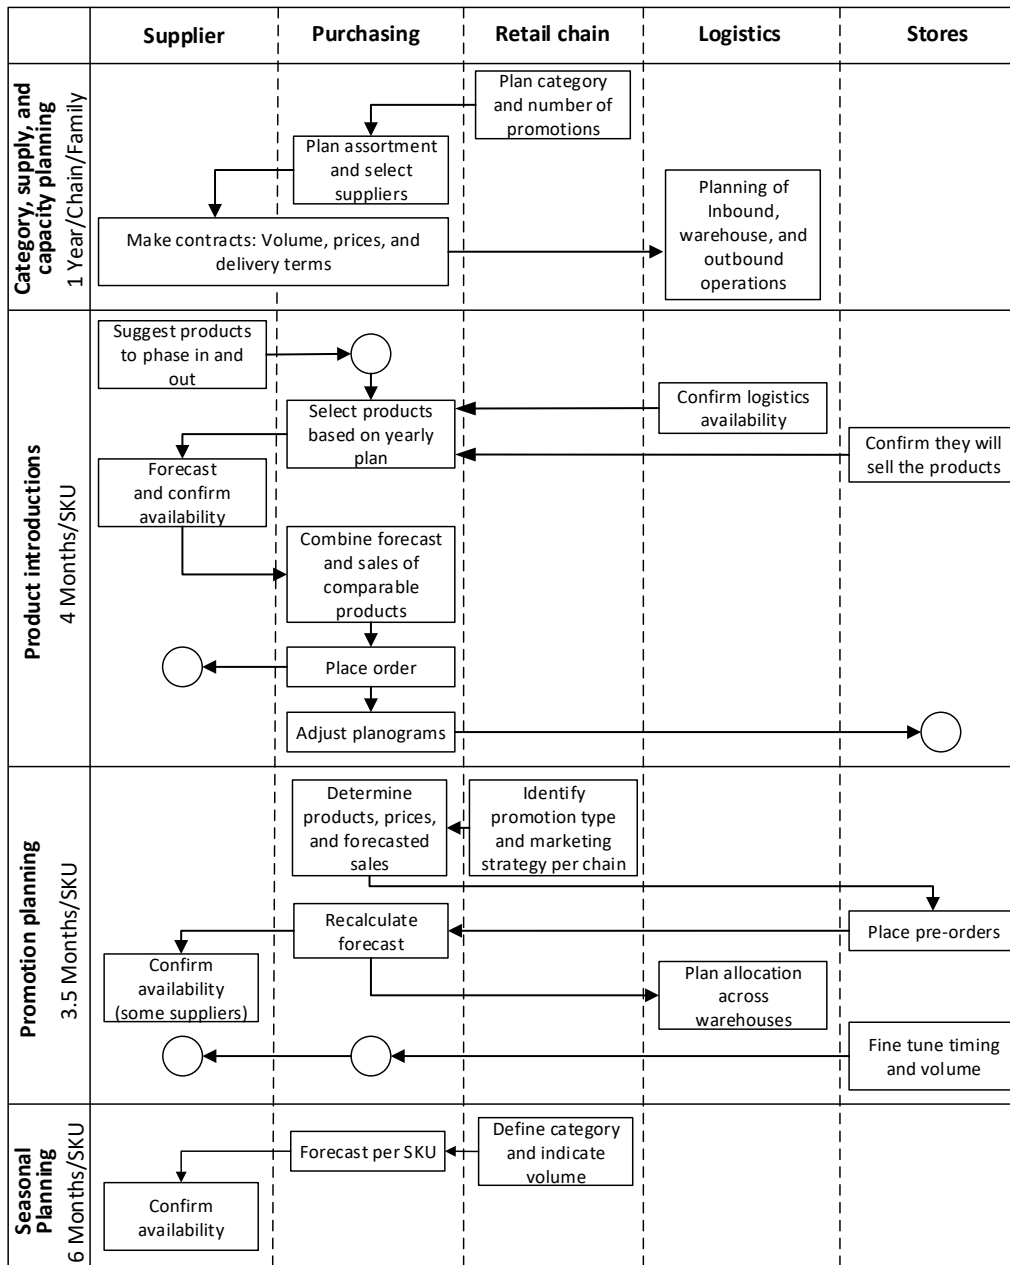 Supplier
Purchasing
Retail chain
Logistics
Stores
Category, supply, and
capacity planning
1 Year/Chain/Family
Plan category
and number of
promotions
Plan assortment
and select
suppliers
Make contracts: Volume, prices, and
delivery terms
Planning of
Inbound,
warehouse, and
outbound
operations
Product introductions
4 Months/SKU
Suggest products
to phase in and
out
Select products
based on yearly
plan
Confirm logistics
availability
Confirm they will
sell the products
Forecast
and confirm
availability
Combine forecast
and sales of
comparable
products
Place order
Adjust planograms
Promotion planning
3.5 Months/SKU
Determine
products, prices,
and forecasted
sales
Identify
promotion type
and marketing
strategy per chain
Place pre-orders
Recalculate
forecast
Confirm
availability
(some suppliers)
Plan allocation
across
warehouses
Fine tune timing
and volume
Seasonal
Planning
6 Months/SKU
Define category
and indicate
volume
Forecast per SKU
Confirm
availability